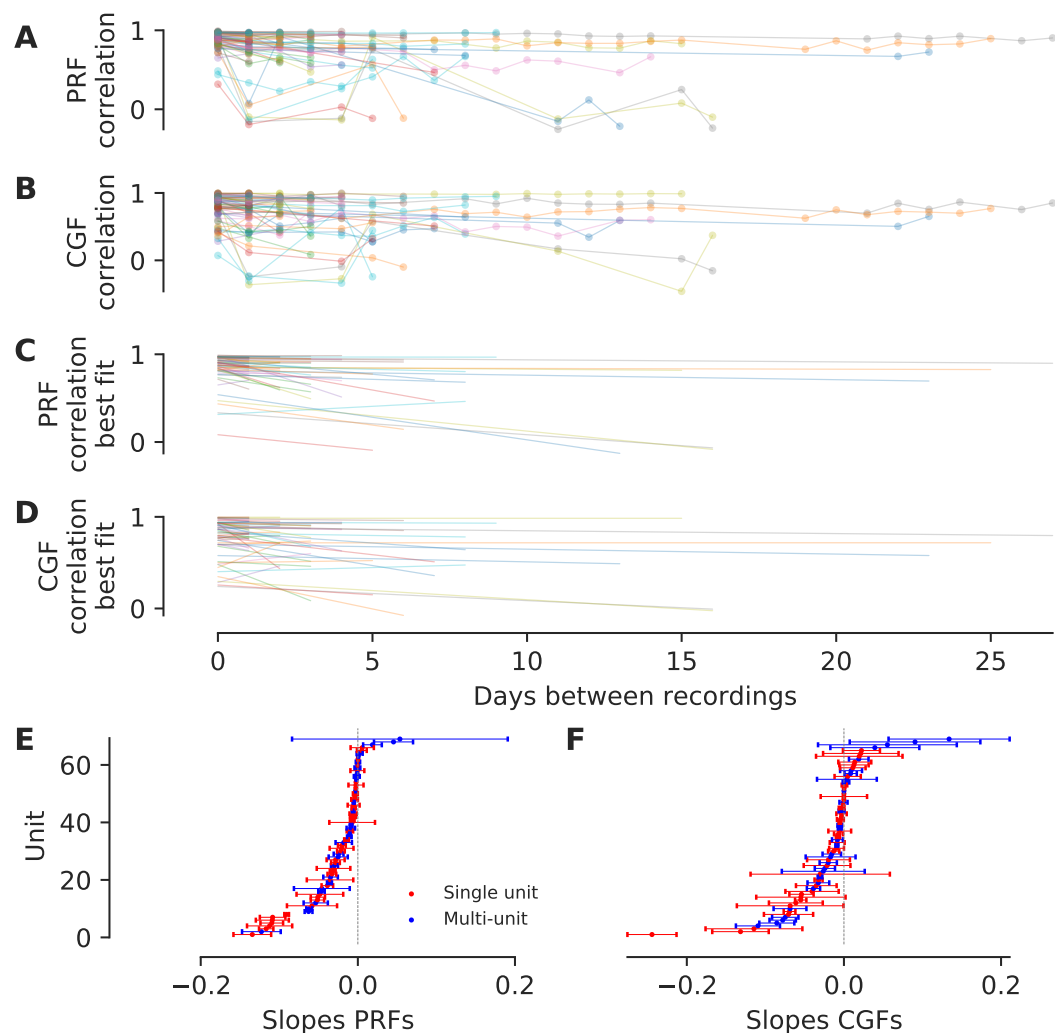 A
PRF
correlation
1
0
B
CGF
correlation
1
0
C
PRF
correlation
best fit
1
0
D
CGF
correlation
best fit
1
0
0 5 10 15 20 25
Days between recordings
E
Unit
60
40
20
0
Single unit
Multi-unit
−0.2 0.0 0.2
Slopes PRFs
F
−0.2 0.0 0.2
Slopes CGFs